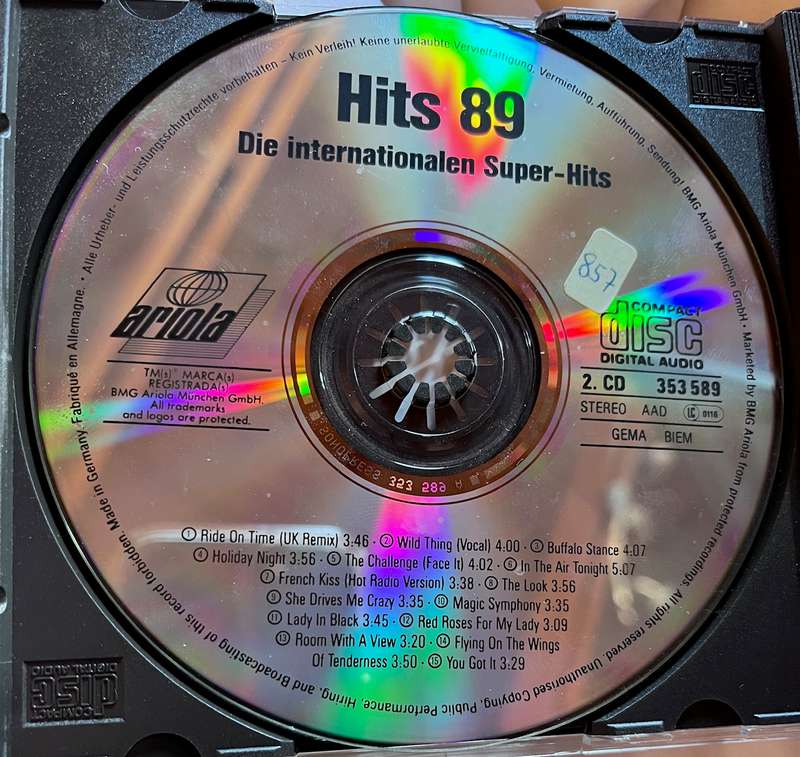 Alle Urheber- und Leistungsschutzrechte vorbehalten – Kein Verleih! Keine unerlaubte Vervielfältigung, Vermietung, Aufführung, Sendung! BMG Ariola München GmbH · Marketed by BMG Ariola from protected recordings. All rights reserved. Unauthorised Copying, Public Performance, Hiring, and Broadcasting of this record forbidden. Made in Germany. Fabriqué en Allemagne. ·
Hits 89
Die internationalen Super-Hits
857
ariola
TM(s)® MARCA(s)
REGISTRADA(s)
BMG Ariola München GmbH.
All trademarks
and logos are protected.
COMPACT
disc
DIGITAL AUDIO
2. CD 353 589
STEREO AAD LC 0116
GEMA BIEM
SONOPRESS 353 589 A
① Ride On Time (UK Remix) 3:46 · ② Wild Thing (Vocal) 4:00 · ③ Buffalo Stance 4:07
④ Holiday Night 3:56 · ⑤ The Challenge (Face It) 4:02 · ⑥ In The Air Tonight 5:07
⑦ French Kiss (Hot Radio Version) 3:38 · ⑧ The Look 3:56
⑨ She Drives Me Crazy 3:35 · ⑩ Magic Symphony 3:35
⑪ Lady In Black 3:45 · ⑫ Red Roses For My Lady 3:09
⑬ Room With A View 3:20 · ⑭ Flying On The Wings
Of Tenderness 3:50 · ⑮ You Got It 3:29
COMPACT
disc
DIGITAL AUDIO
disc